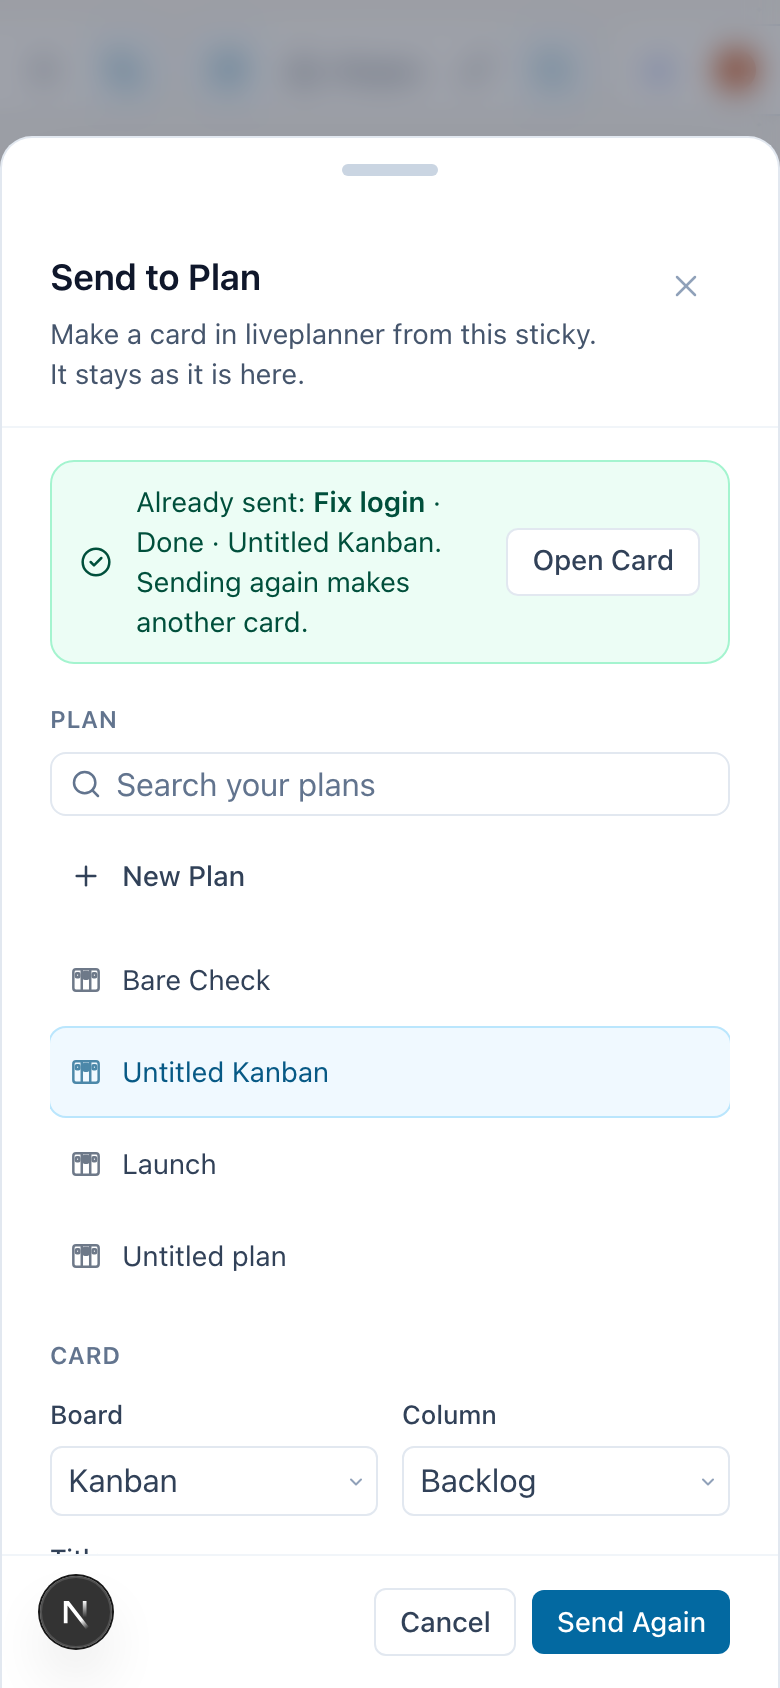 Send to Plan
Make a card in liveplanner from this sticky.
It stays as it is here.
Already sent: Fix login ·
Done · Untitled Kanban.
Sending again makes
another card.
Open Card
PLAN
Search your plans
New Plan
Bare Check
Untitled Kanban
Launch
Untitled plan
CARD
Board
Column
Kanban
Backlog
N
Cancel
Send Again